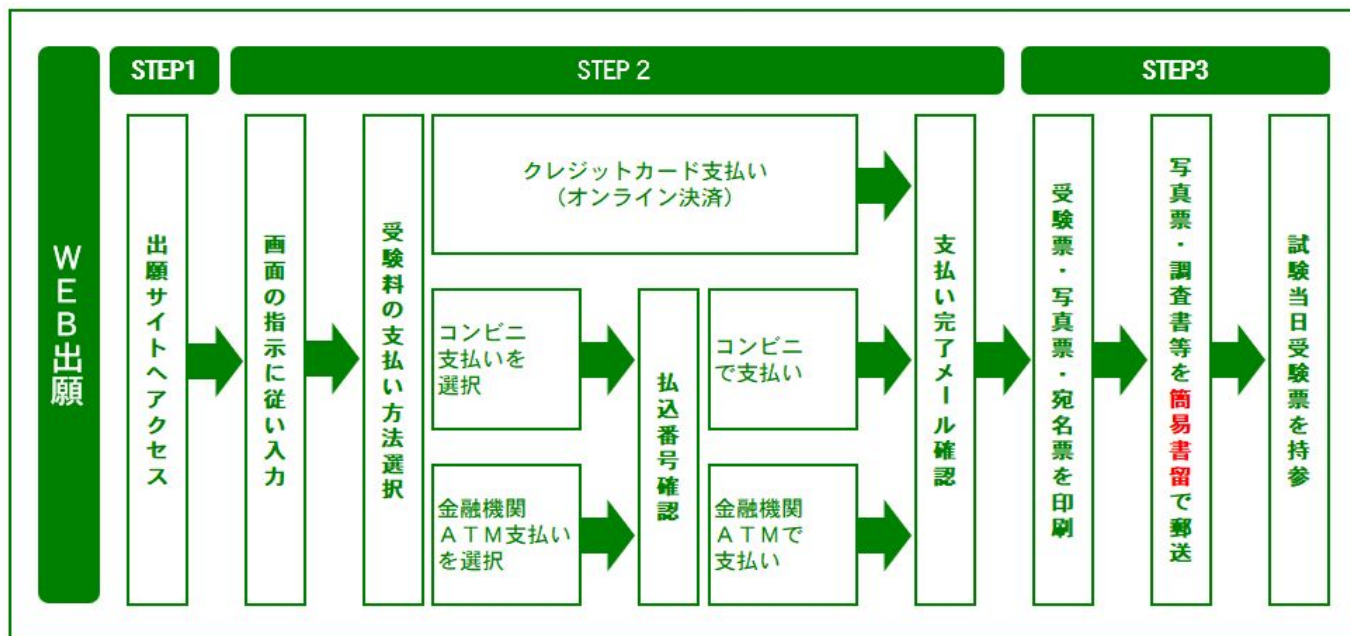 WEB出願
STEP1
STEP 2
STEP3
出願サイトへアクセス
画面の指示に従い入力
受験料の支払い方法選択
クレジットカード支払い
（オンライン決済）
コンビニ
支払いを
選択
金融機関
ＡＴＭ支払い
を選択
払込番号確認
コンビニ
で支払い
金融機関
ＡＴＭで
支払い
支払い完了メール確認
受験票・写真票・宛名票を印刷
写真票・調査書等を簡易書留で郵送
試験当日受験票を持参